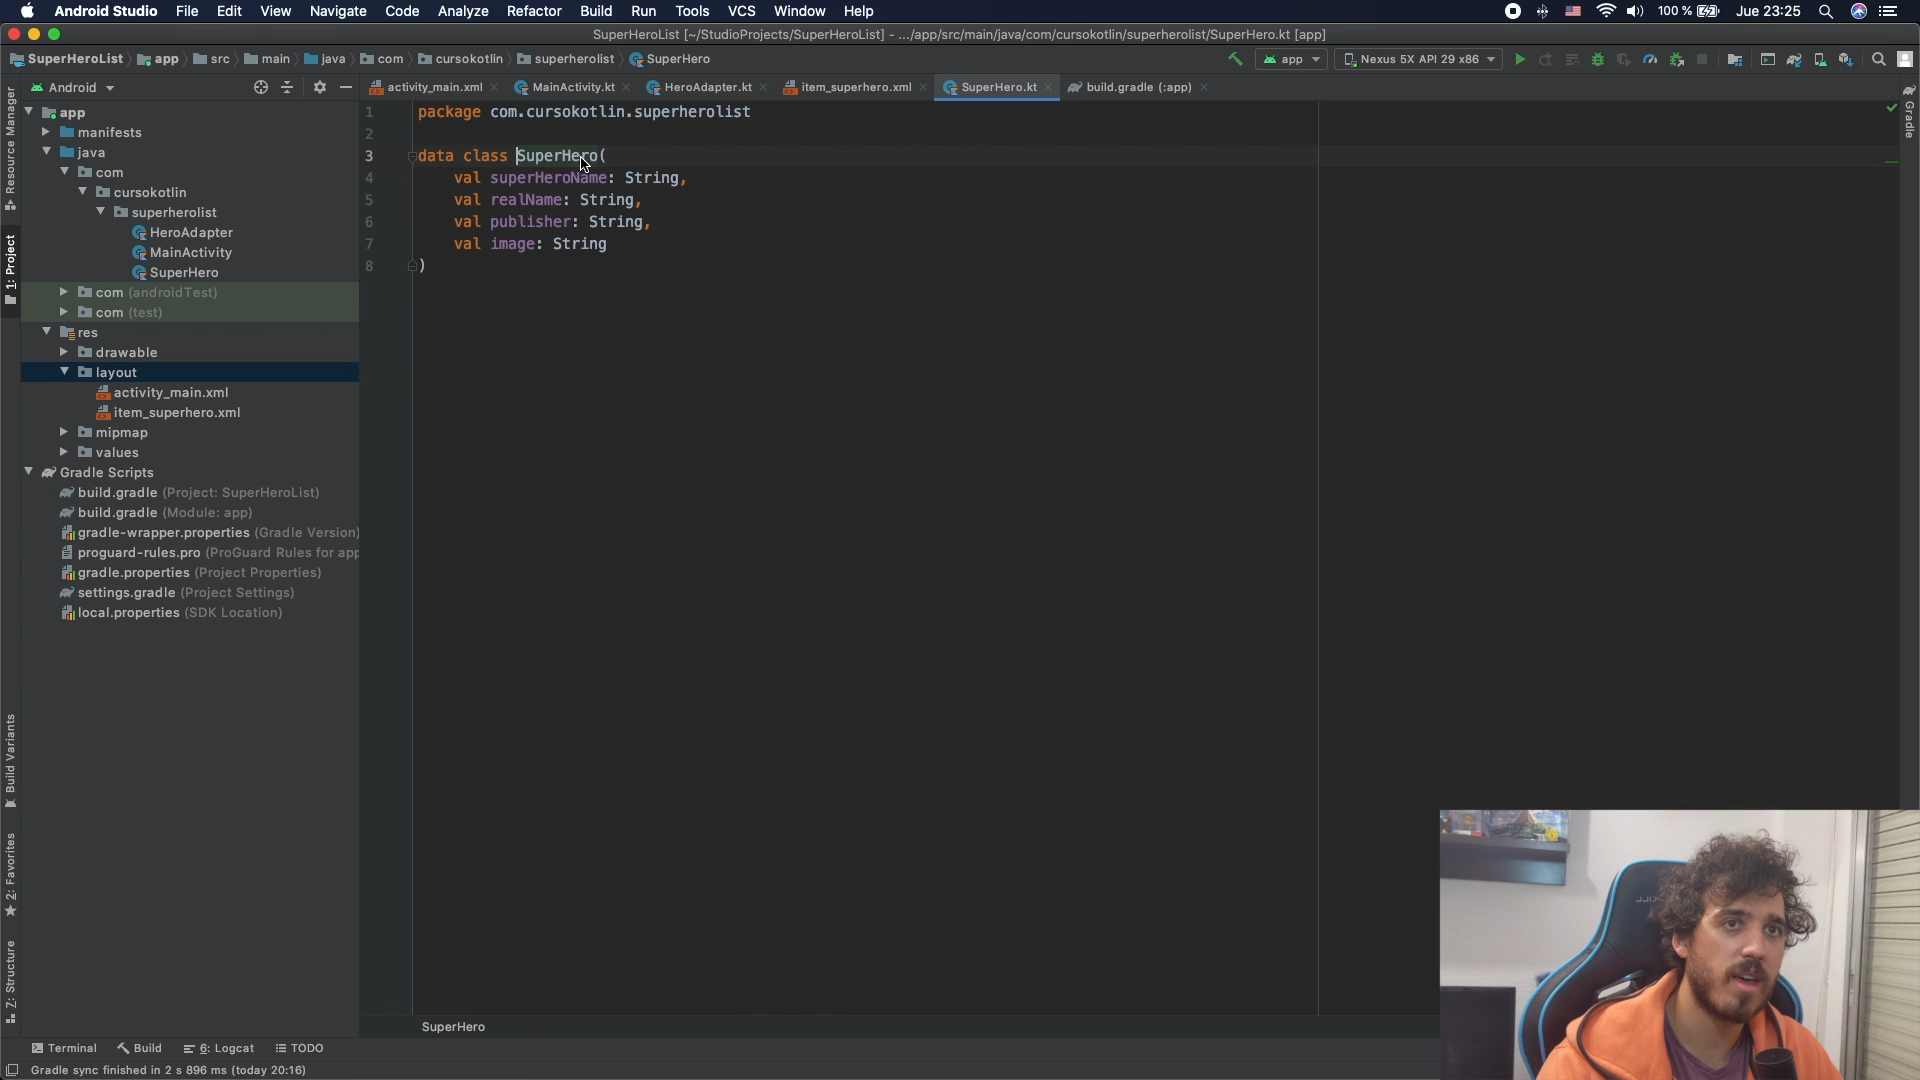 Android Studio File Edit View Navigate Code Analyze Refactor Build Run Tools VCS Window Help 100 % Jue 23:25
SuperHeroList [~/StudioProjects/SuperHeroList] - .../app/src/main/java/com/cursokotlin/superherolist/SuperHero.kt [app]
SuperHeroList app src main java com cursokotlin superherolist SuperHero app Nexus 5X API 29 x86
Android
activity_main.xml MainActivity.kt HeroAdapter.kt item_superhero.xml SuperHero.kt build.gradle (:app)
Resource Manager
1: Project
Build Variants
2: Favorites
7: Structure
app
manifests
java
com
cursokotlin
superherolist
HeroAdapter
MainActivity
SuperHero
com (androidTest)
com (test)
res
drawable
layout
activity_main.xml
item_superhero.xml
mipmap
values
Gradle Scripts
build.gradle (Project: SuperHeroList)
build.gradle (Module: app)
gradle-wrapper.properties (Gradle Version)
proguard-rules.pro (ProGuard Rules for app
gradle.properties (Project Properties)
settings.gradle (Project Settings)
local.properties (SDK Location)
1 package com.cursokotlin.superherolist
2
3 data class SuperHero(
4 val superHeroName: String,
5 val realName: String,
6 val publisher: String,
7 val image: String
8 )
Gradle
SuperHero
Terminal Build 6: Logcat TODO
Gradle sync finished in 2 s 896 ms (today 20:16)